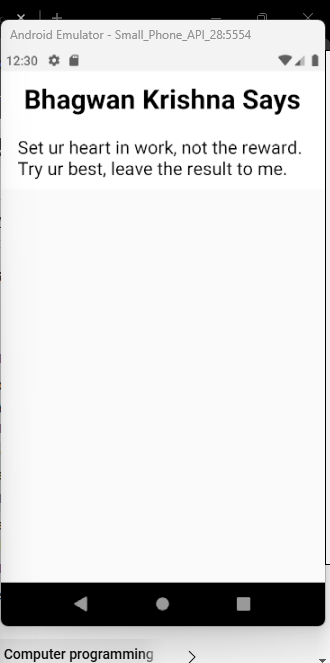 Android Emulator - Small_Phone_API_28:5554
12:30
Bhagwan Krishna Says
Set ur heart in work, not the reward.
Try ur best, leave the result to me.
Computer programming